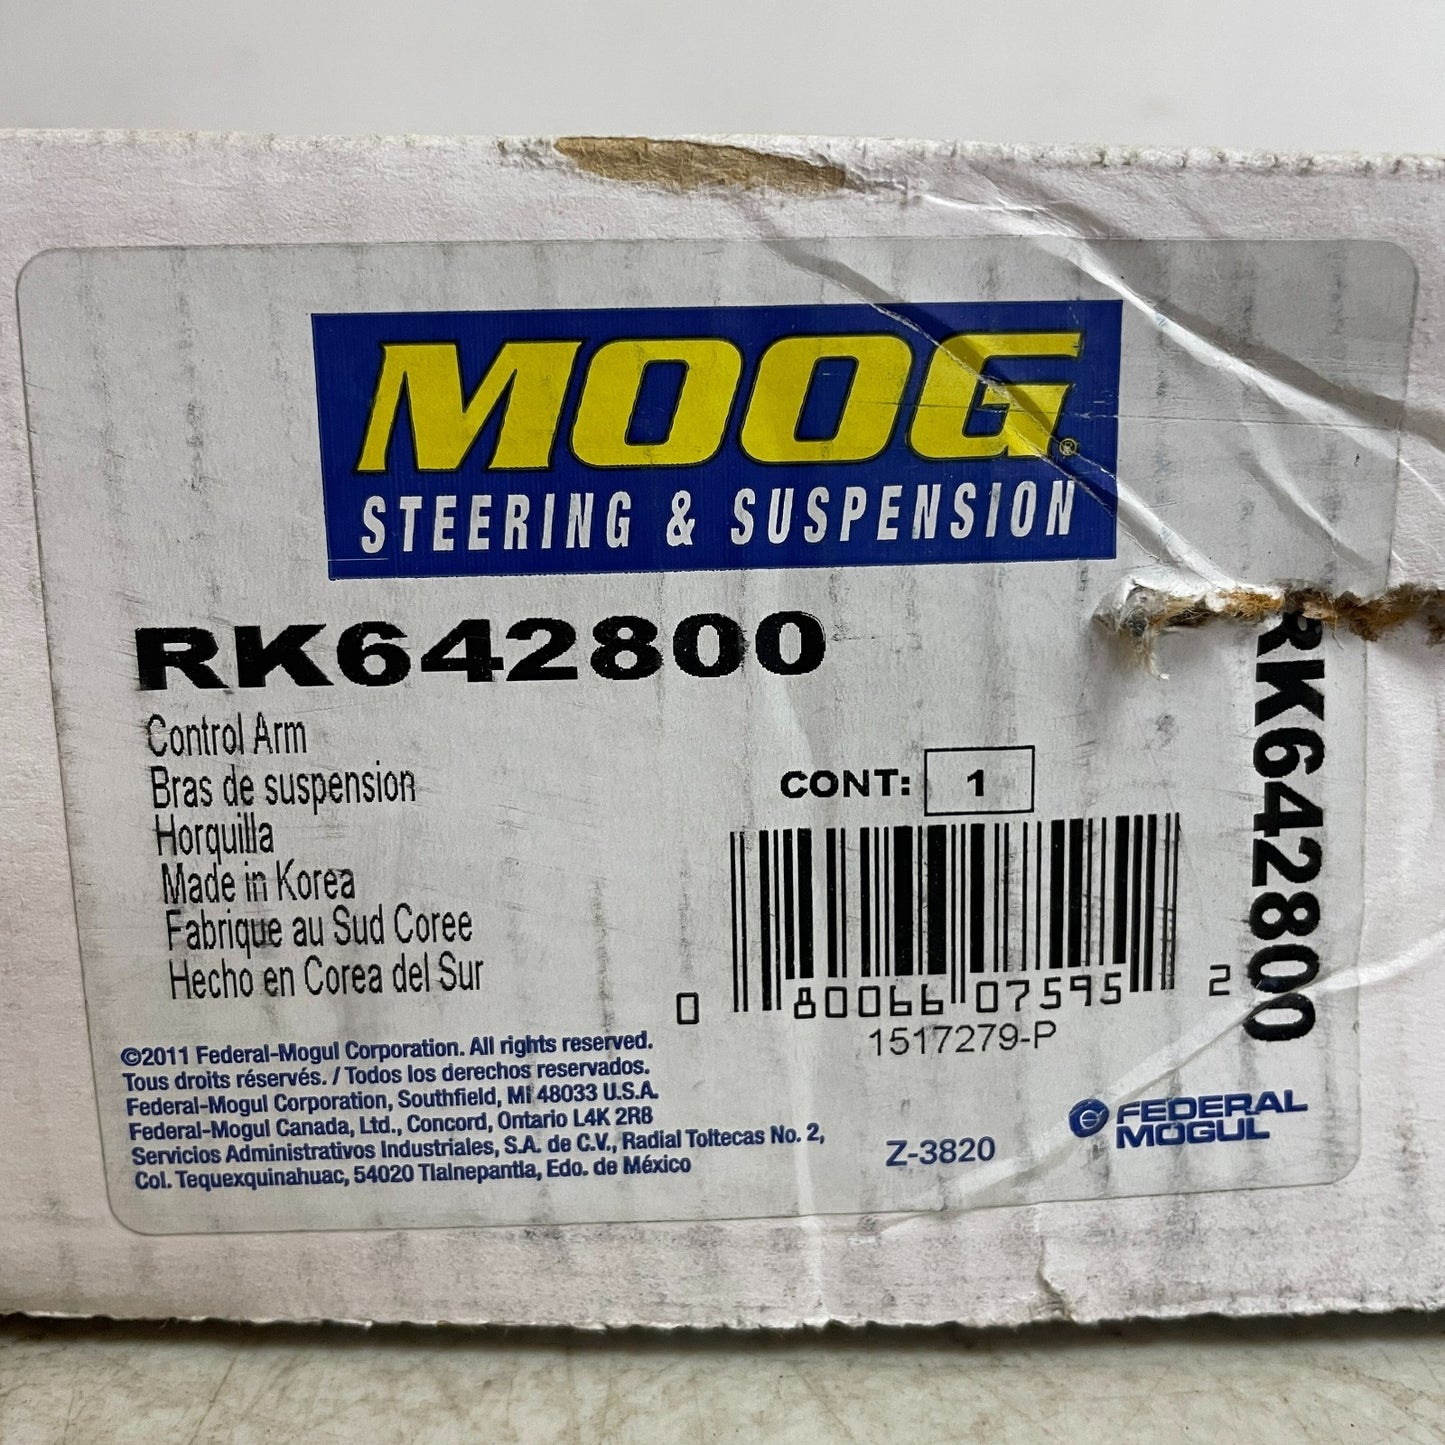 MOOG®
STEERING & SUSPENSION
RK642800
Control Arm
Bras de suspension
Horquilla
Made in Korea
Fabrique au Sud Coree
Hecho en Corea del Sur
CONT: 1
0 80066 07595 2
1517279-P
RK642800
©2011 Federal-Mogul Corporation. All rights reserved.
Tous droits réservés. / Todos los derechos reservados.
Federal-Mogul Corporation, Southfield, MI 48033 U.S.A.
Federal-Mogul Canada, Ltd., Concord, Ontario L4K 2R8
Servicios Administrativos Industriales, S.A. de C.V., Radial Toltecas No. 2,
Col. Tequexquinahuac, 54020 Tlalnepantla, Edo. de México
Z-3820
FEDERAL
MOGUL